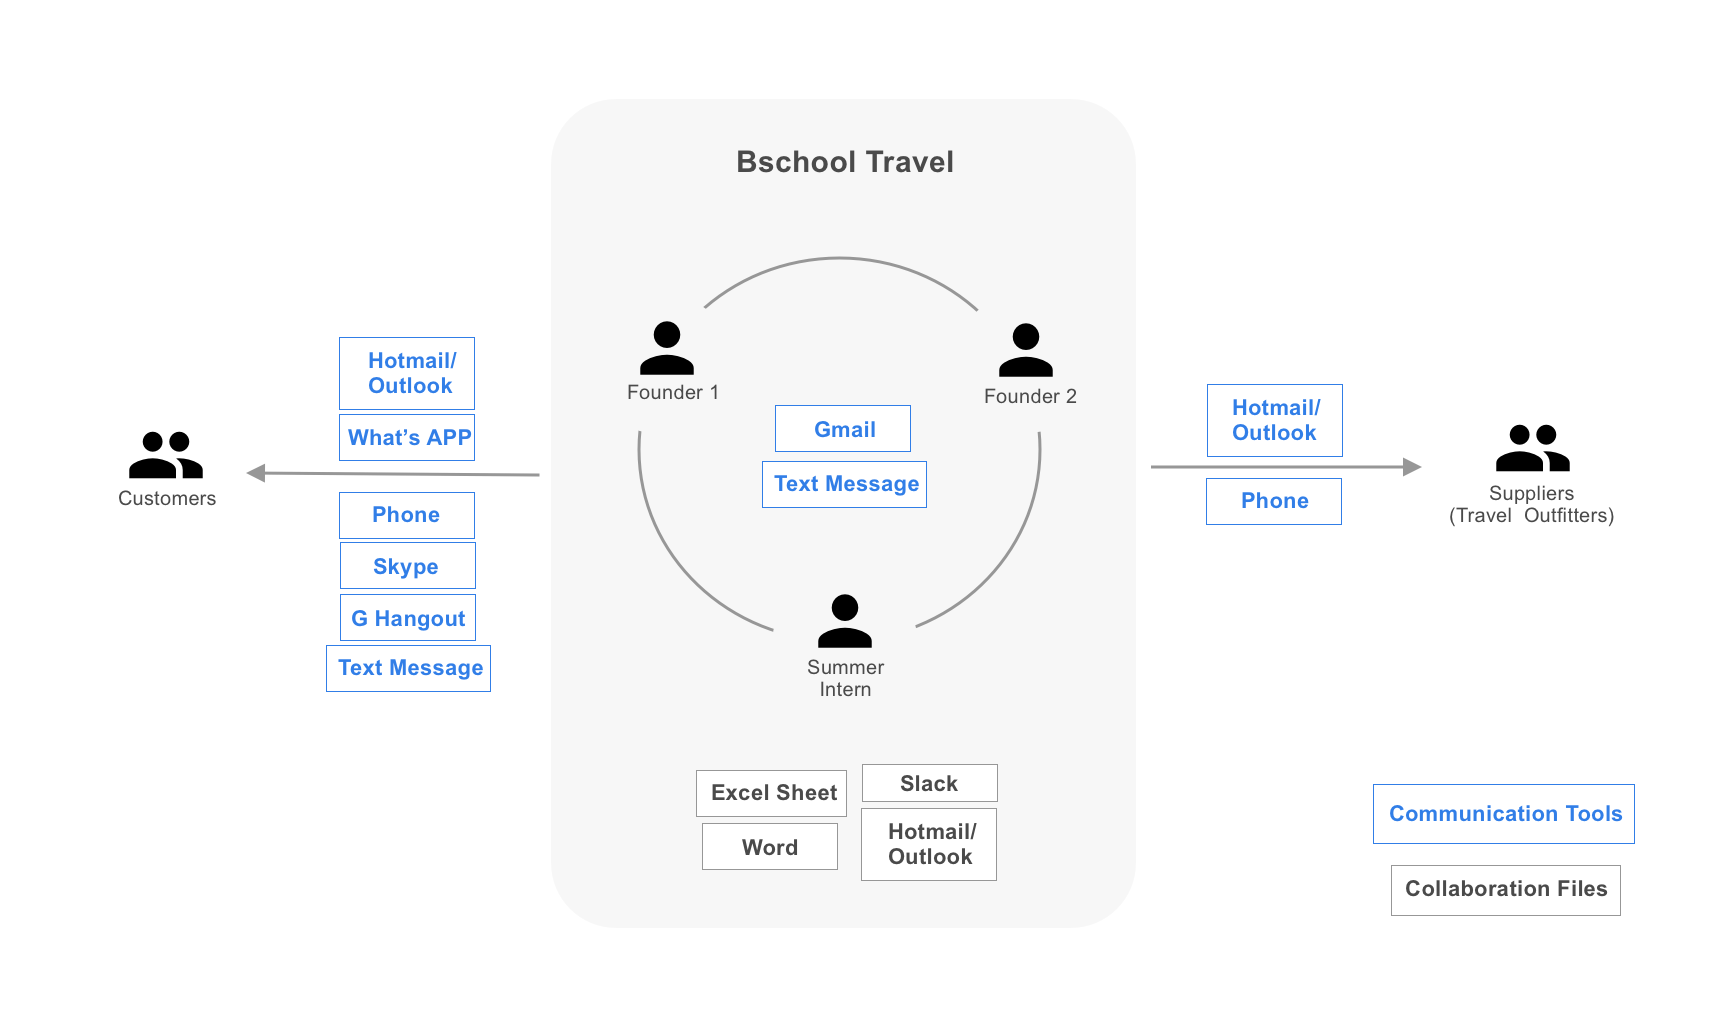 Bschool Travel
Hotmail/
Outlook
What’s APP
Customers
Phone
Skype
G Hangout
Text Message
Founder 1
Founder 2
Gmail
Text Message
Summer
Intern
Excel Sheet
Word
Slack
Hotmail/
Outlook
Hotmail/
Outlook
Phone
Suppliers
(Travel Outfitters)
Communication Tools
Collaboration Files